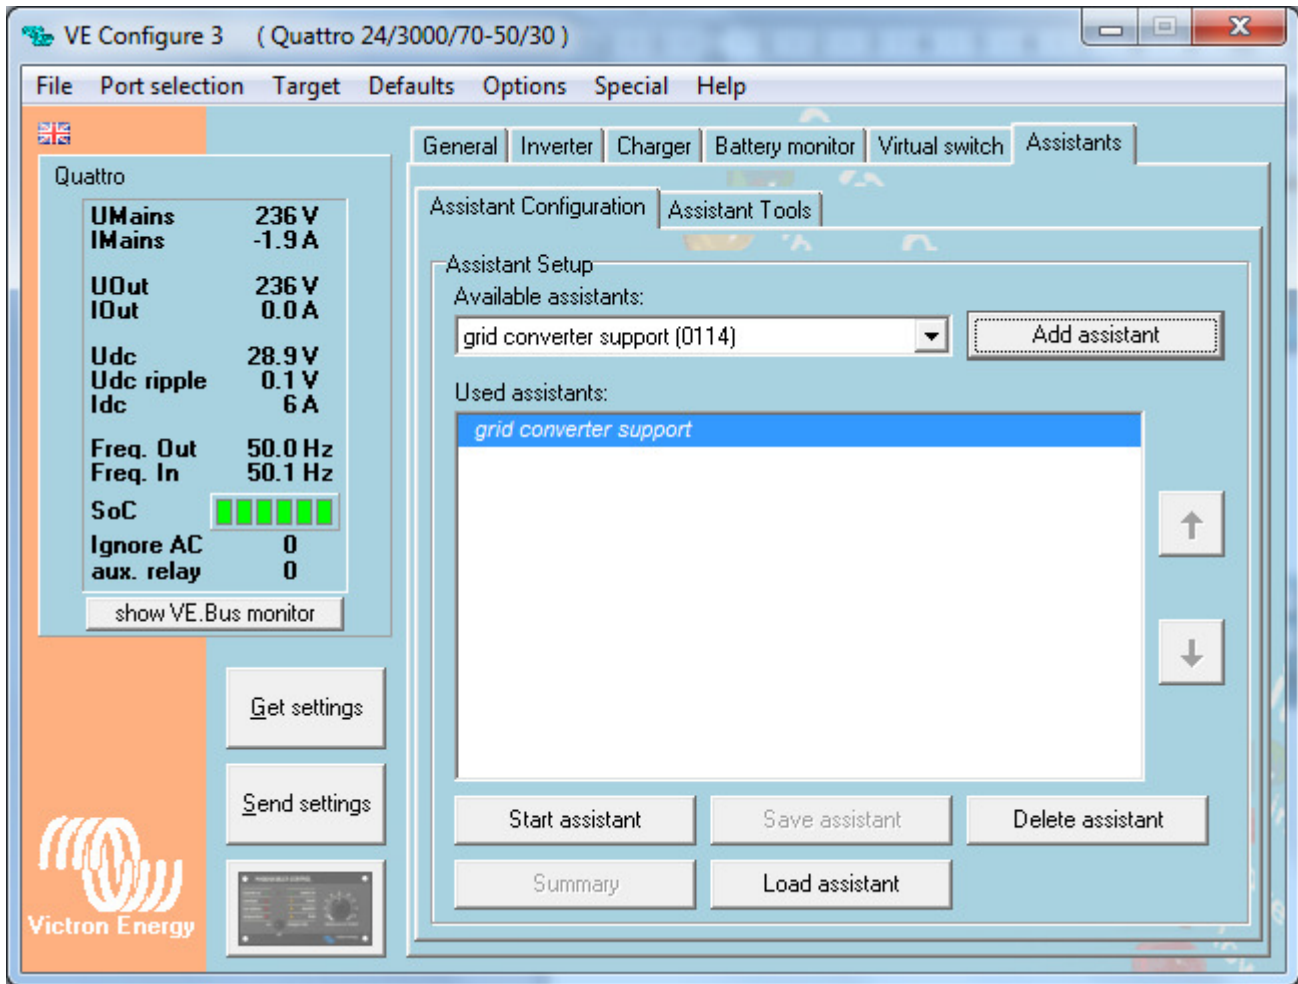 VE Configure 3 ( Quattro 24/3000/70-50/30 )
File Port selection Target Defaults Options Special Help
General Inverter Charger Battery monitor Virtual switch Assistants
Quattro
UMains 236 V
IMains -1.9 A
UOut 236 V
IOut 0.0 A
Udc 28.9 V
Udc ripple 0.1 V
Idc 6 A
Freq. Out 50.0 Hz
Freq. In 50.1 Hz
SoC
Ignore AC 0
aux. relay 0
show VE.Bus monitor
Get settings
Send settings
Victron Energy
Assistant Configuration Assistant Tools
Assistant Setup
Available assistants:
grid converter support (0114)
Add assistant
Used assistants:
grid converter support
Start assistant Save assistant Delete assistant
Summary Load assistant